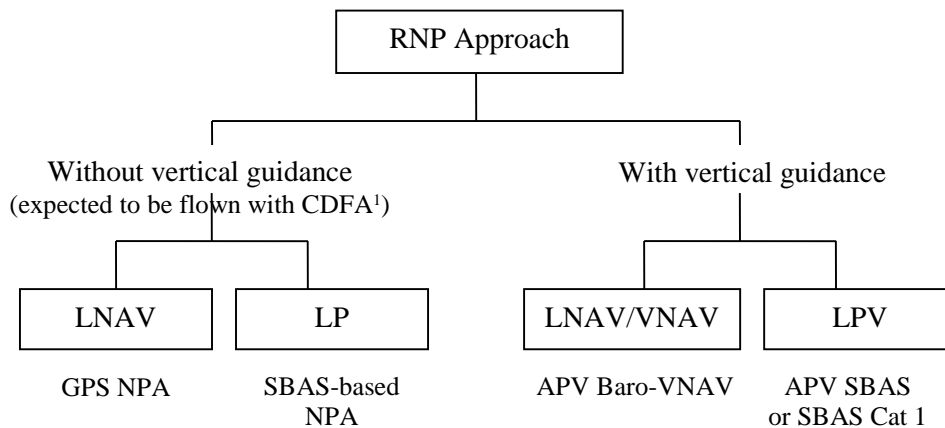 RNP Approach
Without vertical guidance
(expected to be flown with CDFA¹)
With vertical guidance
LNAV
LP
LNAV/VNAV
LPV
GPS NPA
SBAS-based
NPA
APV Baro-VNAV
APV SBAS
or SBAS Cat 1